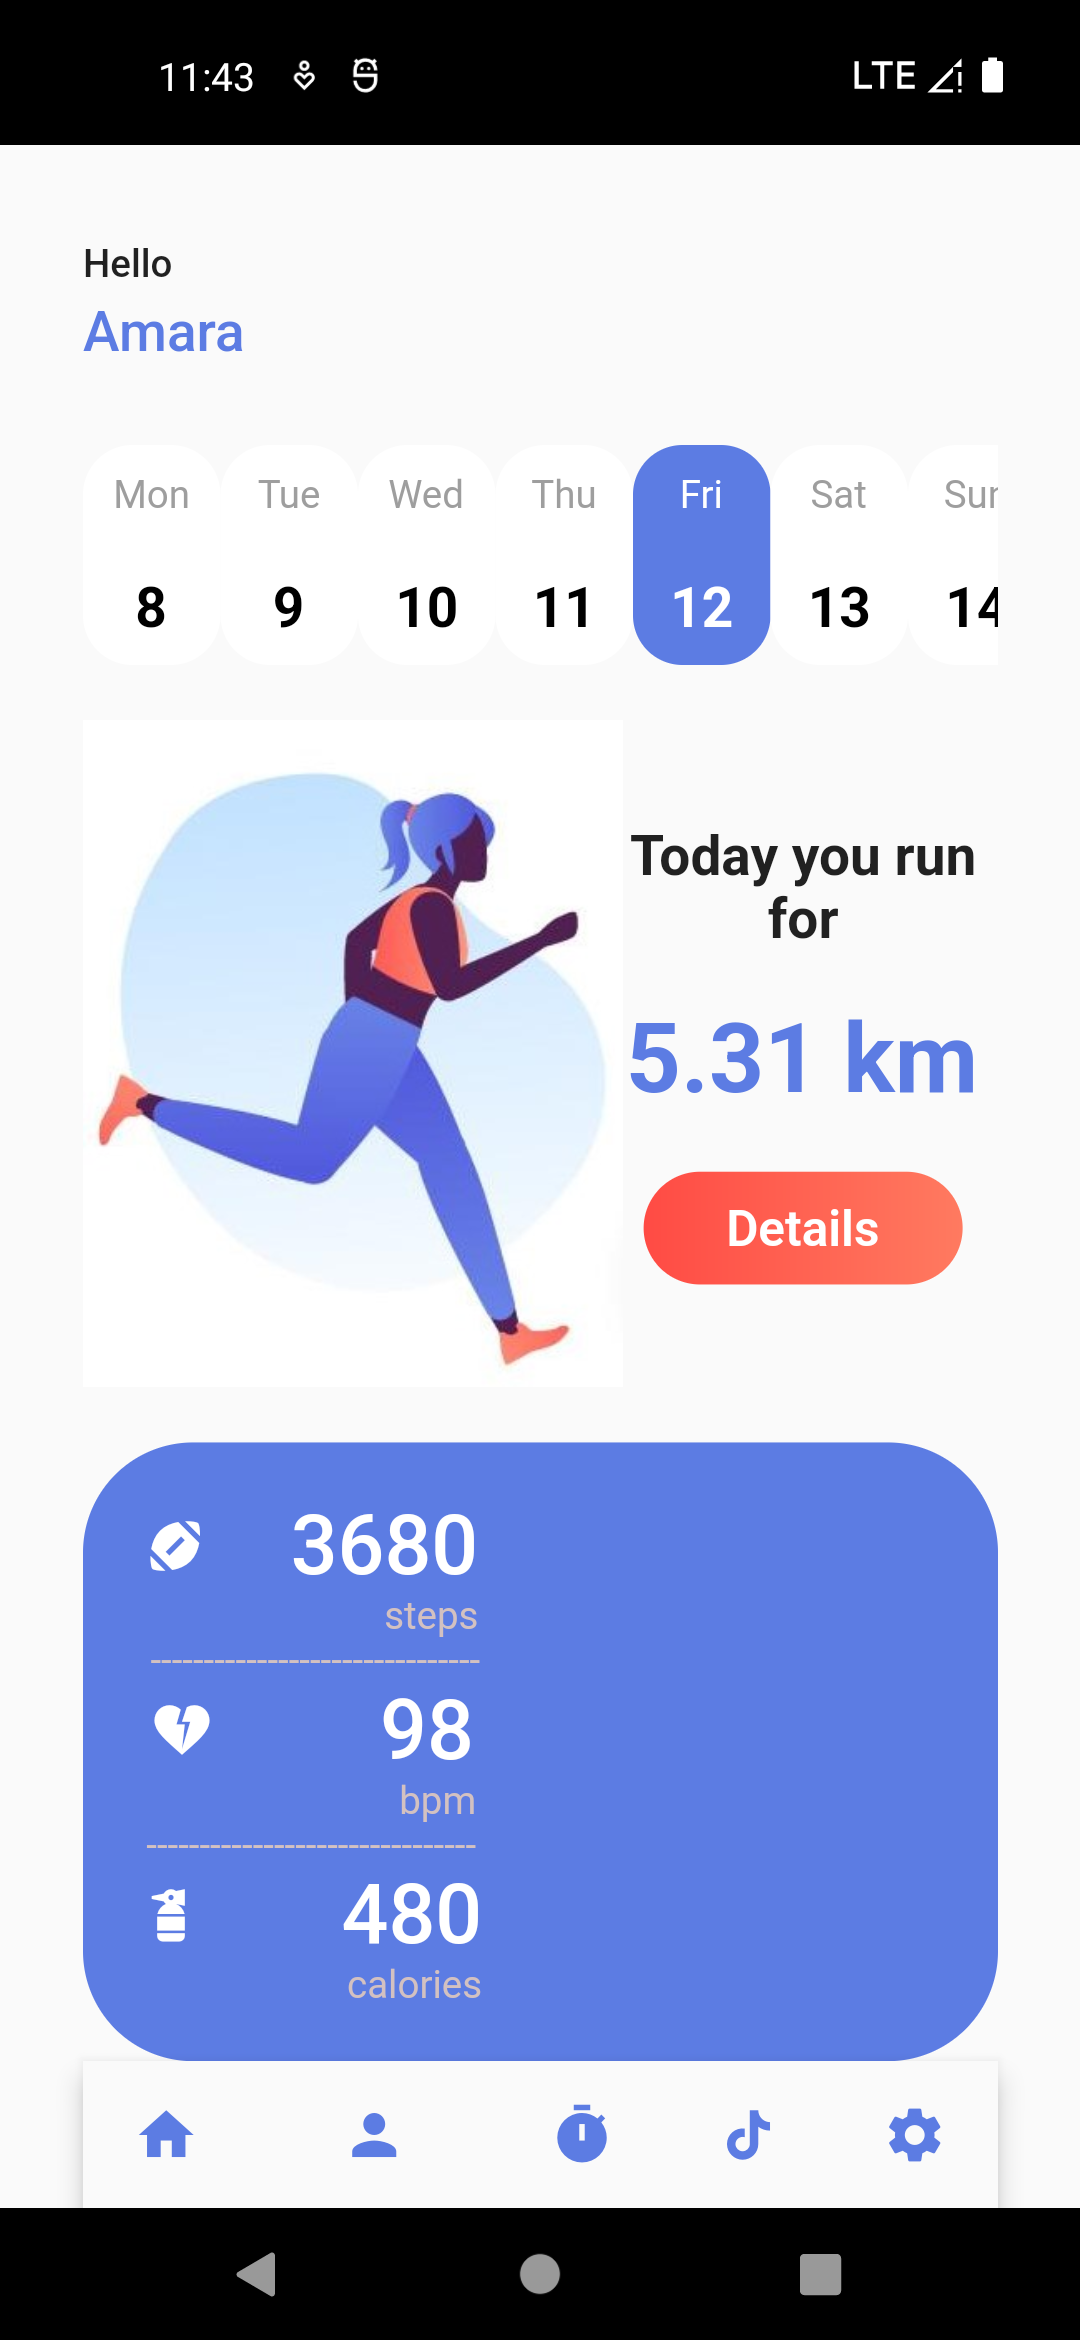 11:43 LTE
Hello
Amara
Mon Tue Wed Thu Fri Sat Sun
8 9 10 11 12 13 14
Today you run
for
5.31 km
Details
3680
steps
------------------------------
98
bpm
------------------------------
480
calories